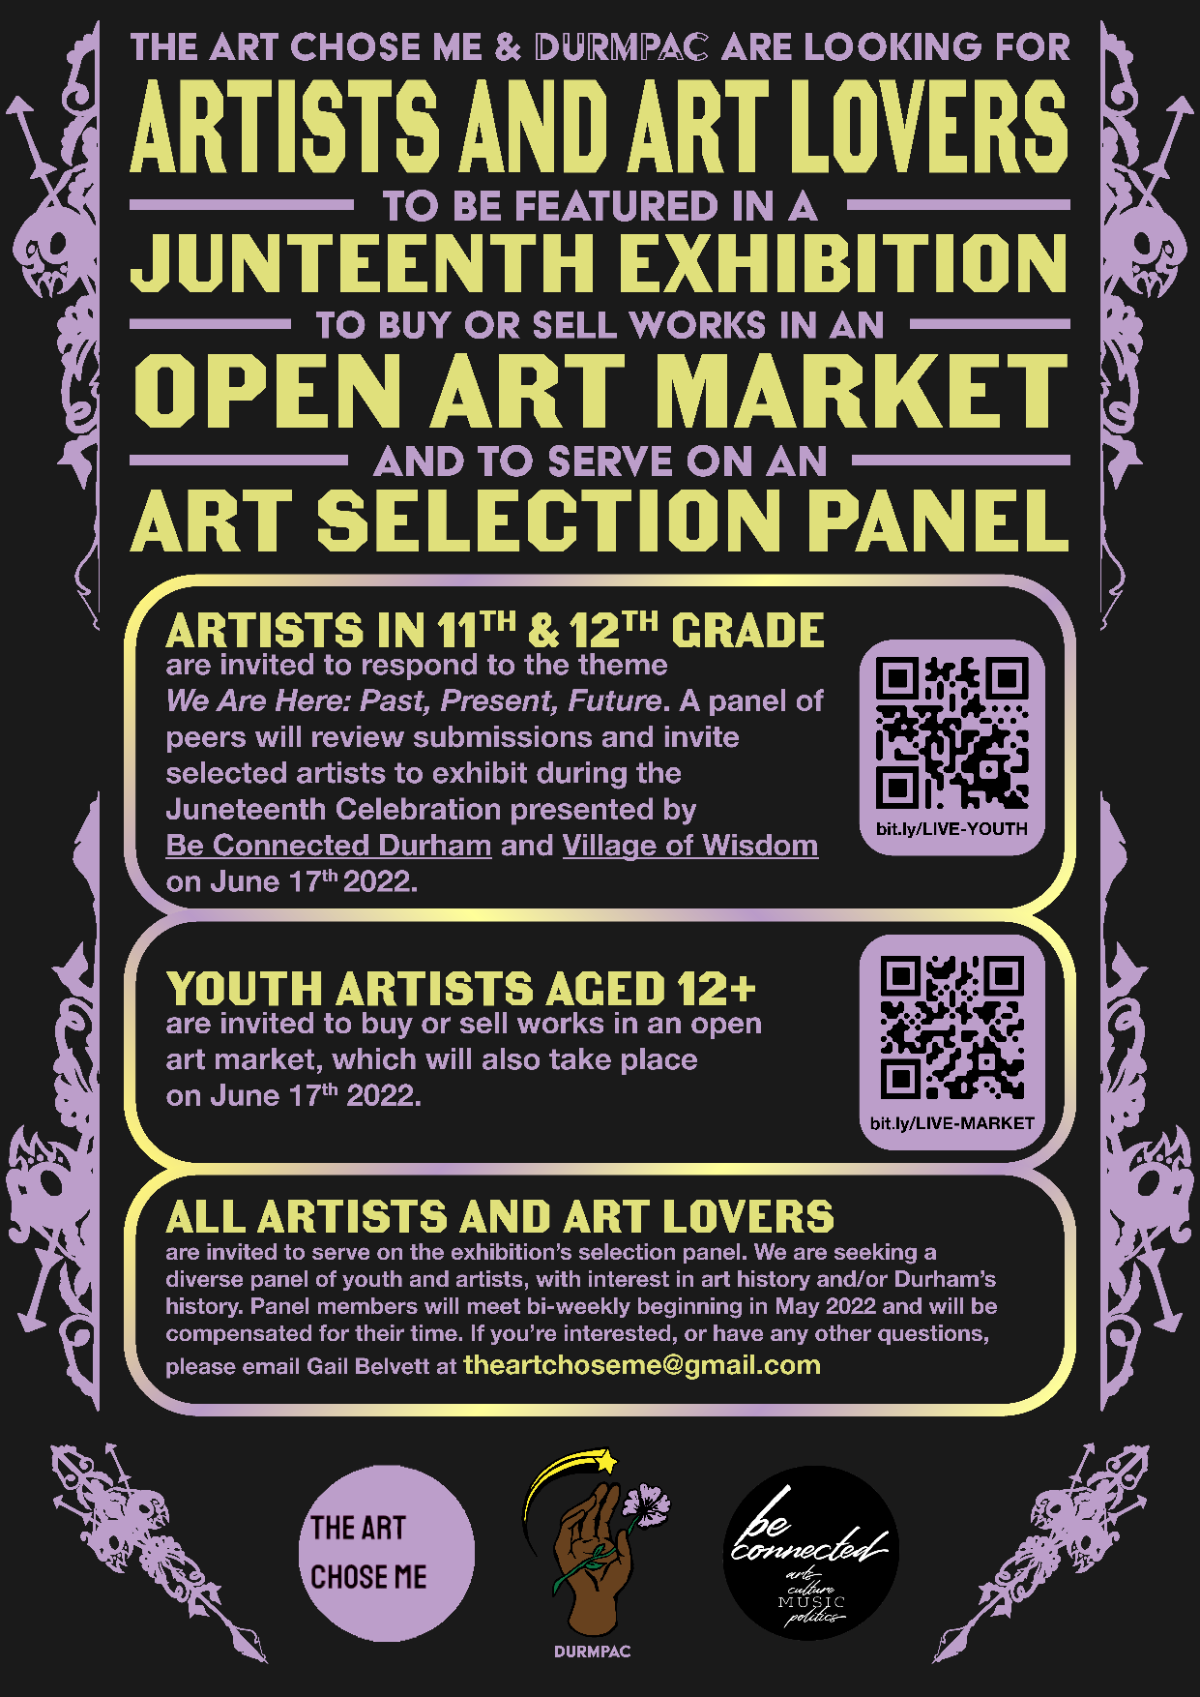 THE ART CHOSE ME & DURMPAC ARE LOOKING FOR
ARTISTS AND ART LOVERS
TO BE FEATURED IN A
JUNTEENTH EXHIBITION
TO BUY OR SELL WORKS IN AN
OPEN ART MARKET
AND TO SERVE ON AN
ART SELECTION PANEL
ARTISTS IN 11TH & 12TH GRADE
are invited to respond to the theme
We Are Here: Past, Present, Future. A panel of
peers will review submissions and invite
selected artists to exhibit during the
Juneteenth Celebration presented by
Be Connected Durham and Village of Wisdom
on June 17th 2022.
bit.ly/LIVE-YOUTH
YOUTH ARTISTS AGED 12+
are invited to buy or sell works in an open
art market, which will also take place
on June 17th 2022.
bit.ly/LIVE-MARKET
ALL ARTISTS AND ART LOVERS
are invited to serve on the exhibition’s selection panel. We are seeking a
diverse panel of youth and artists, with interest in art history and/or Durham’s
history. Panel members will meet bi-weekly beginning in May 2022 and will be
compensated for their time. If you’re interested, or have any other questions,
please email Gail Belvett at theartchoseme@gmail.com
THE ART
CHOSE ME
DURMPAC
be
connected
arts
culture
MUSIC
politics